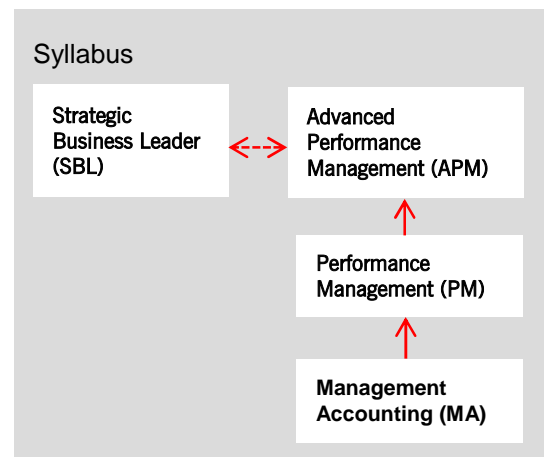 Syllabus
Strategic
Business Leader
(SBL)
Advanced
Performance
Management (APM)
Performance
Management (PM)
Management
Accounting (MA)